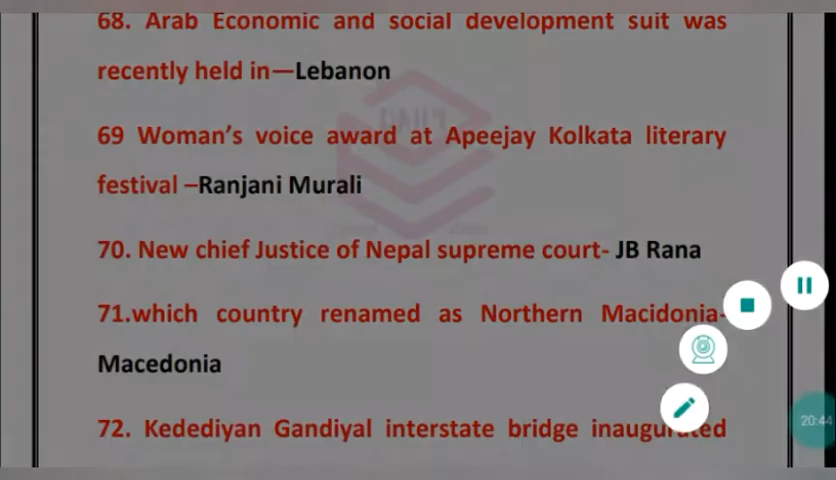 68. Arab Economic and social development suit was
recently held in—Lebanon
69 Woman's voice award at Apeejay Kolkata literary
festival –Ranjani Murali
70. New chief Justice of Nepal supreme court- JB Rana
71.which country renamed as Northern Macidonia-
Macedonia
72. Kedediyan Gandiyal interstate bridge inaugurated
20:44